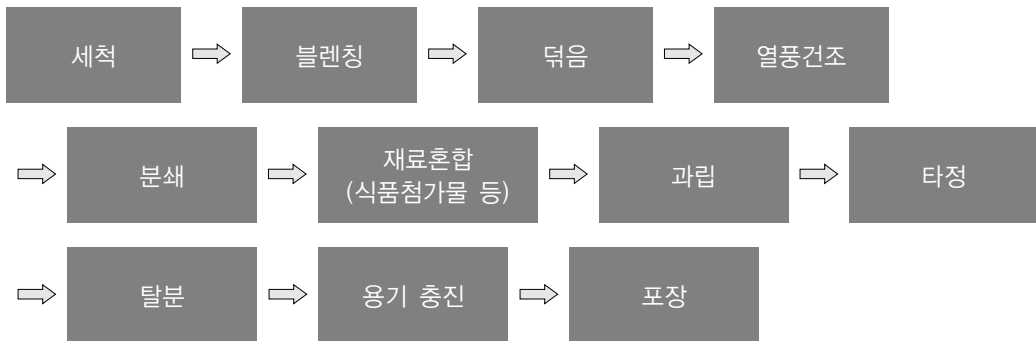 세척
블렌칭
덖음
열풍건조
분쇄
재료혼합
(식품첨가물 등)
과립
타정
탈분
용기 충진
포장